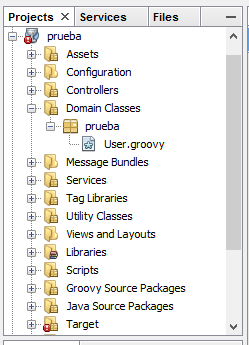 Projects × Services Files
prueba
Assets
Configuration
Controllers
Domain Classes
prueba
User.groovy
Message Bundles
Services
Tag Libraries
Utility Classes
Views and Layouts
Libraries
Scripts
Groovy Source Packages
Java Source Packages
Target